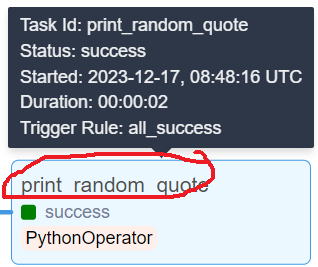 Task Id: print_random_quote
Status: success
Started: 2023-12-17, 08:48:16 UTC
Duration: 00:00:02
Trigger Rule: all_success
print_random_quote
success
PythonOperator